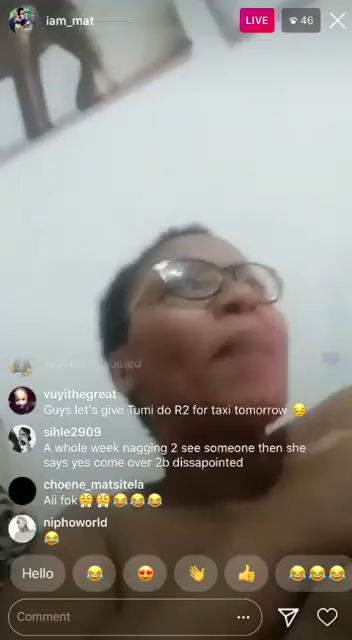 iam_mat
LIVE
46
joined
vuyithegreat
Guys let's give Tumi do R2 for taxi tomorrow 😔
sihle2909
A whole week nagging 2 see someone then she
says yes come over 2b dissapointed
choene_matsitela
Aii fok😤😤😂😂😂
niphoworld
😂
Hello 😂 😍 👋 👍 😂😂😂
Comment